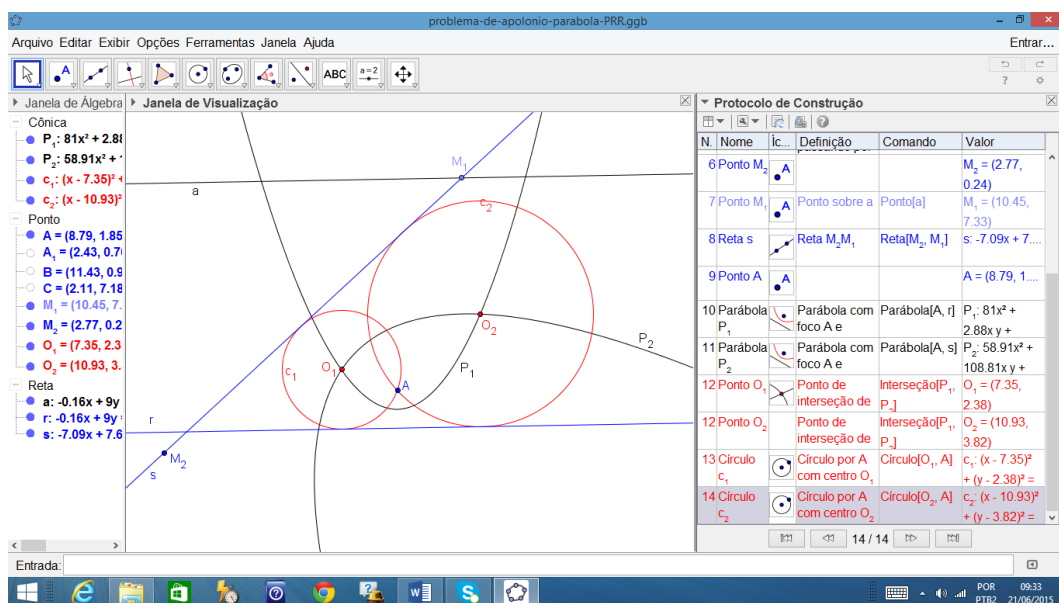 problema-de-apolonio-parabola-PRR.ggb
Arquivo Editar Exibir Opções Ferramentas Janela Ajuda
Entrar...
A
ABC
a=2
Janela de Álgebra
Cônica
P₁: 81x² + 2.88
P₂: 58.91x² +
c₁: (x - 7.35)² +
c₂: (x - 10.93)²
Ponto
A = (8.79, 1.85
A₁ = (2.43, 0.7
B = (11.43, 0.9
C = (2.11, 7.18
M₁ = (10.45, 7.
M₂ = (2.77, 0.2
O₁ = (7.35, 2.3
O₂ = (10.93, 3.
Reta
a: -0.16x + 9y
r: -0.16x + 9y
s: -7.09x + 7.6
Janela de Visualização
M₁
a
c₂
O₂
P₂
O₁
P₁
c₁
A
r
M₂
s
Protocolo de Construção
N. Nome Íc... Definição Comando Valor
6 Ponto M₂ A M₂ = (2.77, 0.24)
7 Ponto M₁ A Ponto sobre a Ponto[a] M₁ = (10.45, 7.33)
8 Reta s Reta M₂M₁ Reta[M₂, M₁] s: -7.09x + 7....
9 Ponto A A A = (8.79, 1....
10 Parábola P₁ Parábola com foco A e Parábola[A, r] P₁: 81x² + 2.88x y +
11 Parábola P Parábola com foco A e Parábola[A, s] P₂: 58.91x² + 108.81x y +
12 Ponto O₁ Ponto de interseção de Interseção[P₁, P₂] O₁ = (7.35, 2.38)
12 Ponto O₂ Ponto de interseção de Interseção[P₁, P₂] O₂ = (10.93, 3.82)
13 Círculo c₁ Círculo por A com centro O₁ Círculo[O₁, A] c₁: (x - 7.35)² + (y - 2.38)² =
14 Círculo c₂ Círculo por A com centro O₂ Círculo[O₂, A] c₂: (x - 10.93)² + (y - 3.82)² =
14 / 14
Entrada:
POR 09:33
PTB2 21/06/2015